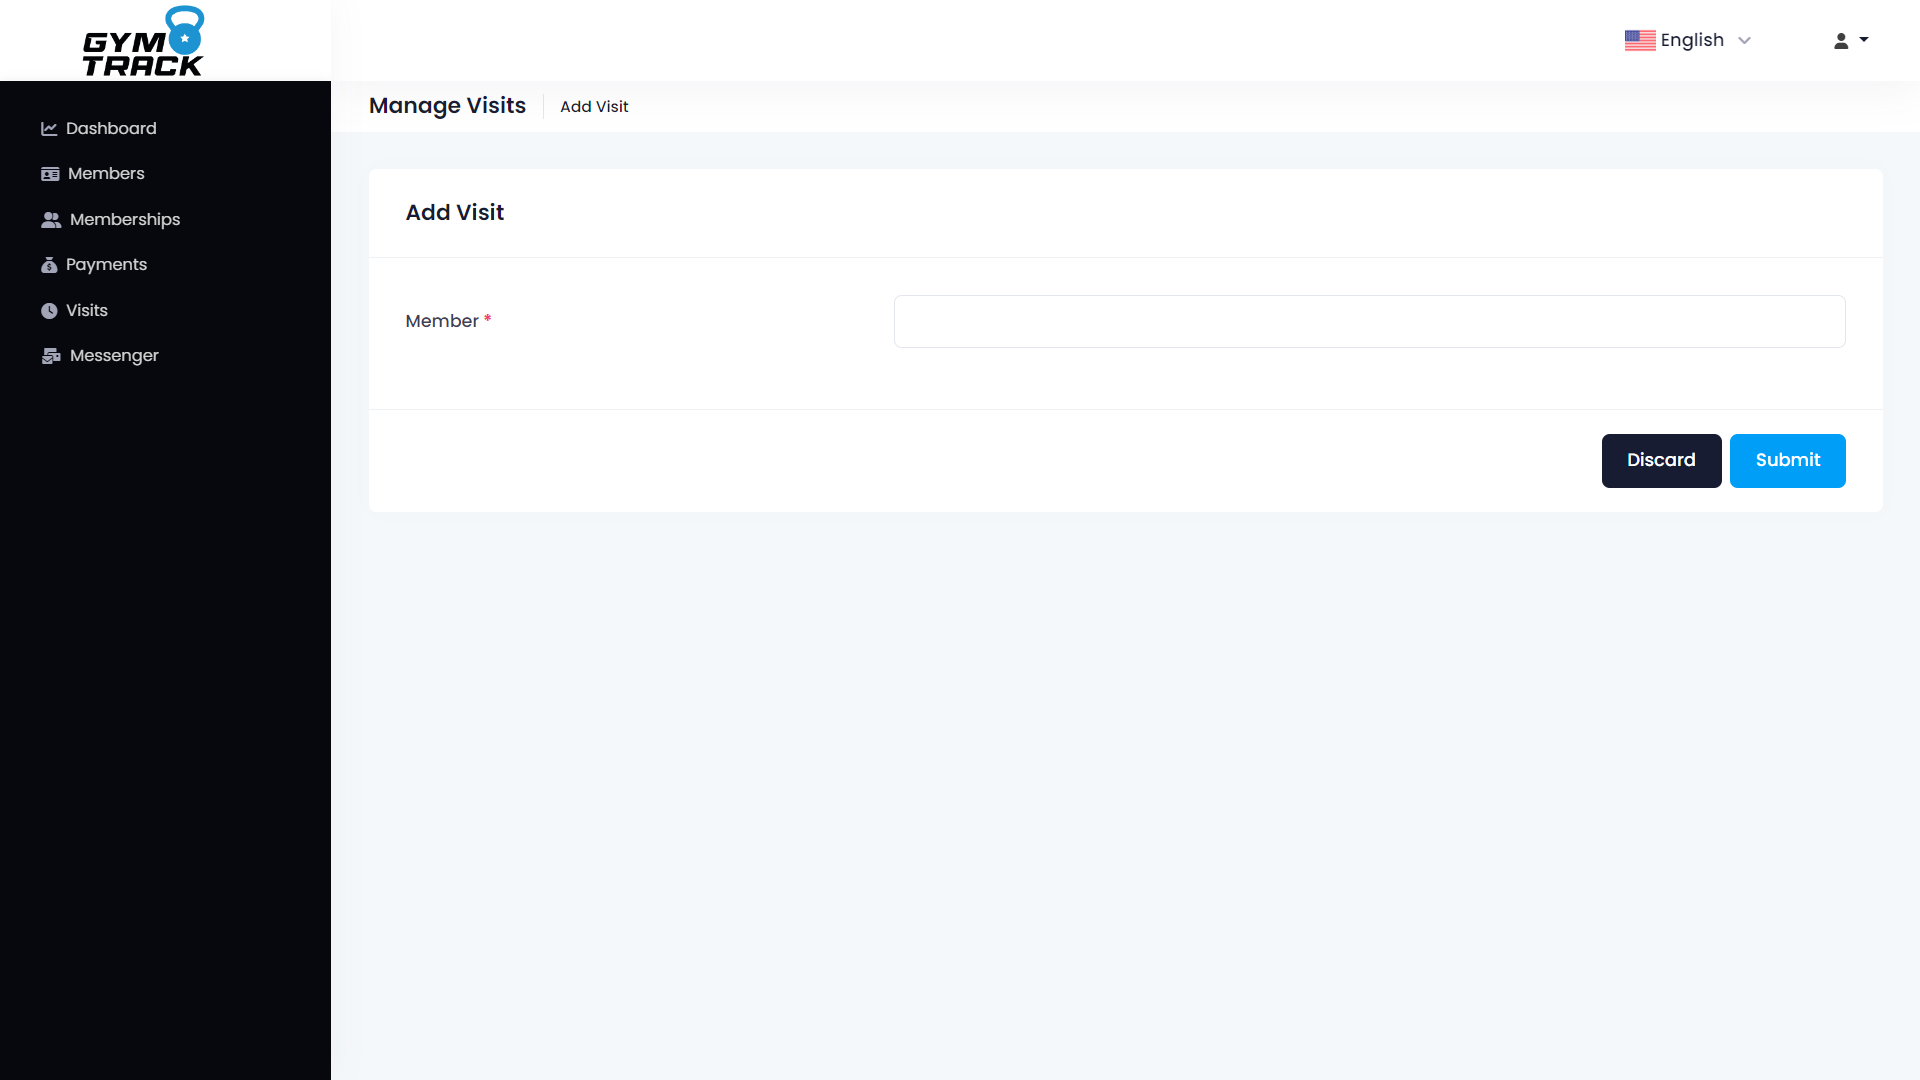 GYM
TRACK
English
Manage Visits
Add Visit
Dashboard
Members
Memberships
Payments
Visits
Messenger
Add Visit
Member *
Discard
Submit